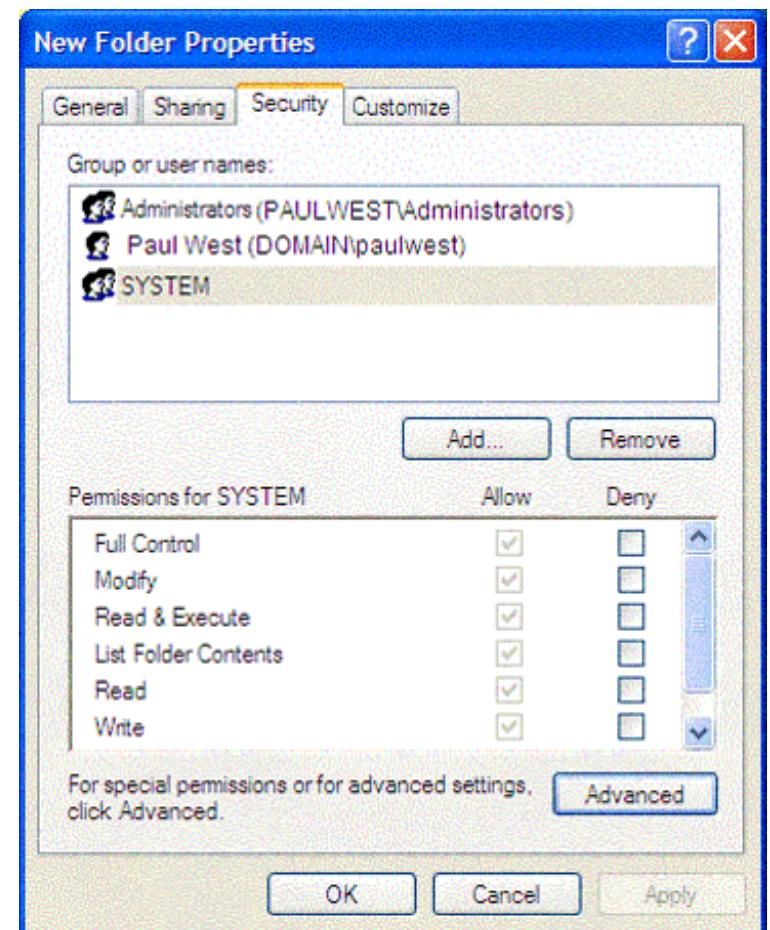 New Folder Properties
General Sharing Security Customize
Group or user names:
Administrators (PAULWEST\Administrators)
Paul West (DOMAIN\paulwest)
SYSTEM
Add... Remove
Permissions for SYSTEM Allow Deny
Full Control
Modify
Read & Execute
List Folder Contents
Read
Write
For special permissions or for advanced settings,
click Advanced.
Advanced
OK Cancel Apply